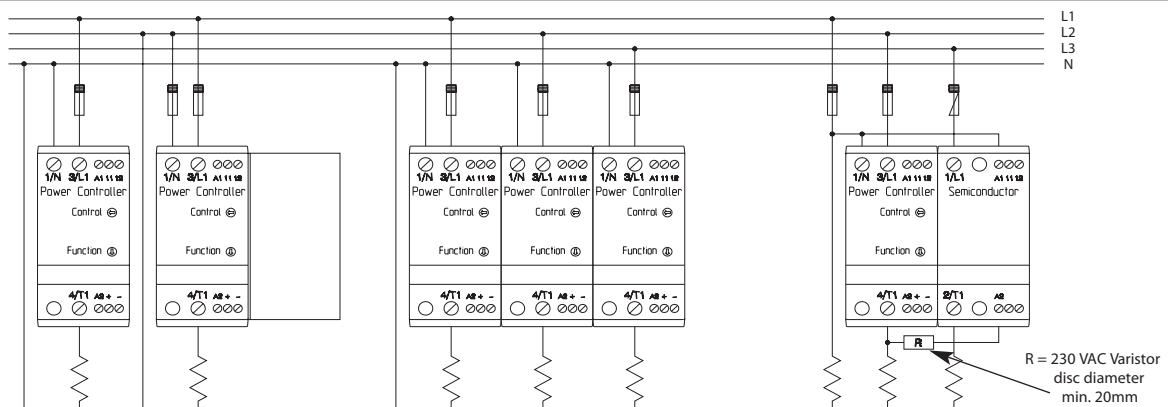 L1
L2
L3
N
1/N 3/L1 A1 11 12
Power Controller
Control
Function
4/T1 A2 + -
1/N 3/L1 A1 11 12
Power Controller
Control
Function
4/T1 A2 + -
1/N 3/L1 A1 11 12
Power Controller
Control
Function
4/T1 A2 + -
1/N 3/L1 A1 11 12
Power Controller
Control
Function
4/T1 A2 + -
1/N 3/L1 A1 11 12
Power Controller
Control
Function
4/T1 A2 + -
1/N 3/L1 A1 11 12
Power Controller
Control
Function
4/T1 A2 + -
1/L1 A1 11 12
Semiconductor
2/T1 A2
R
R = 230 VAC Varistor
disc diameter
min. 20mm